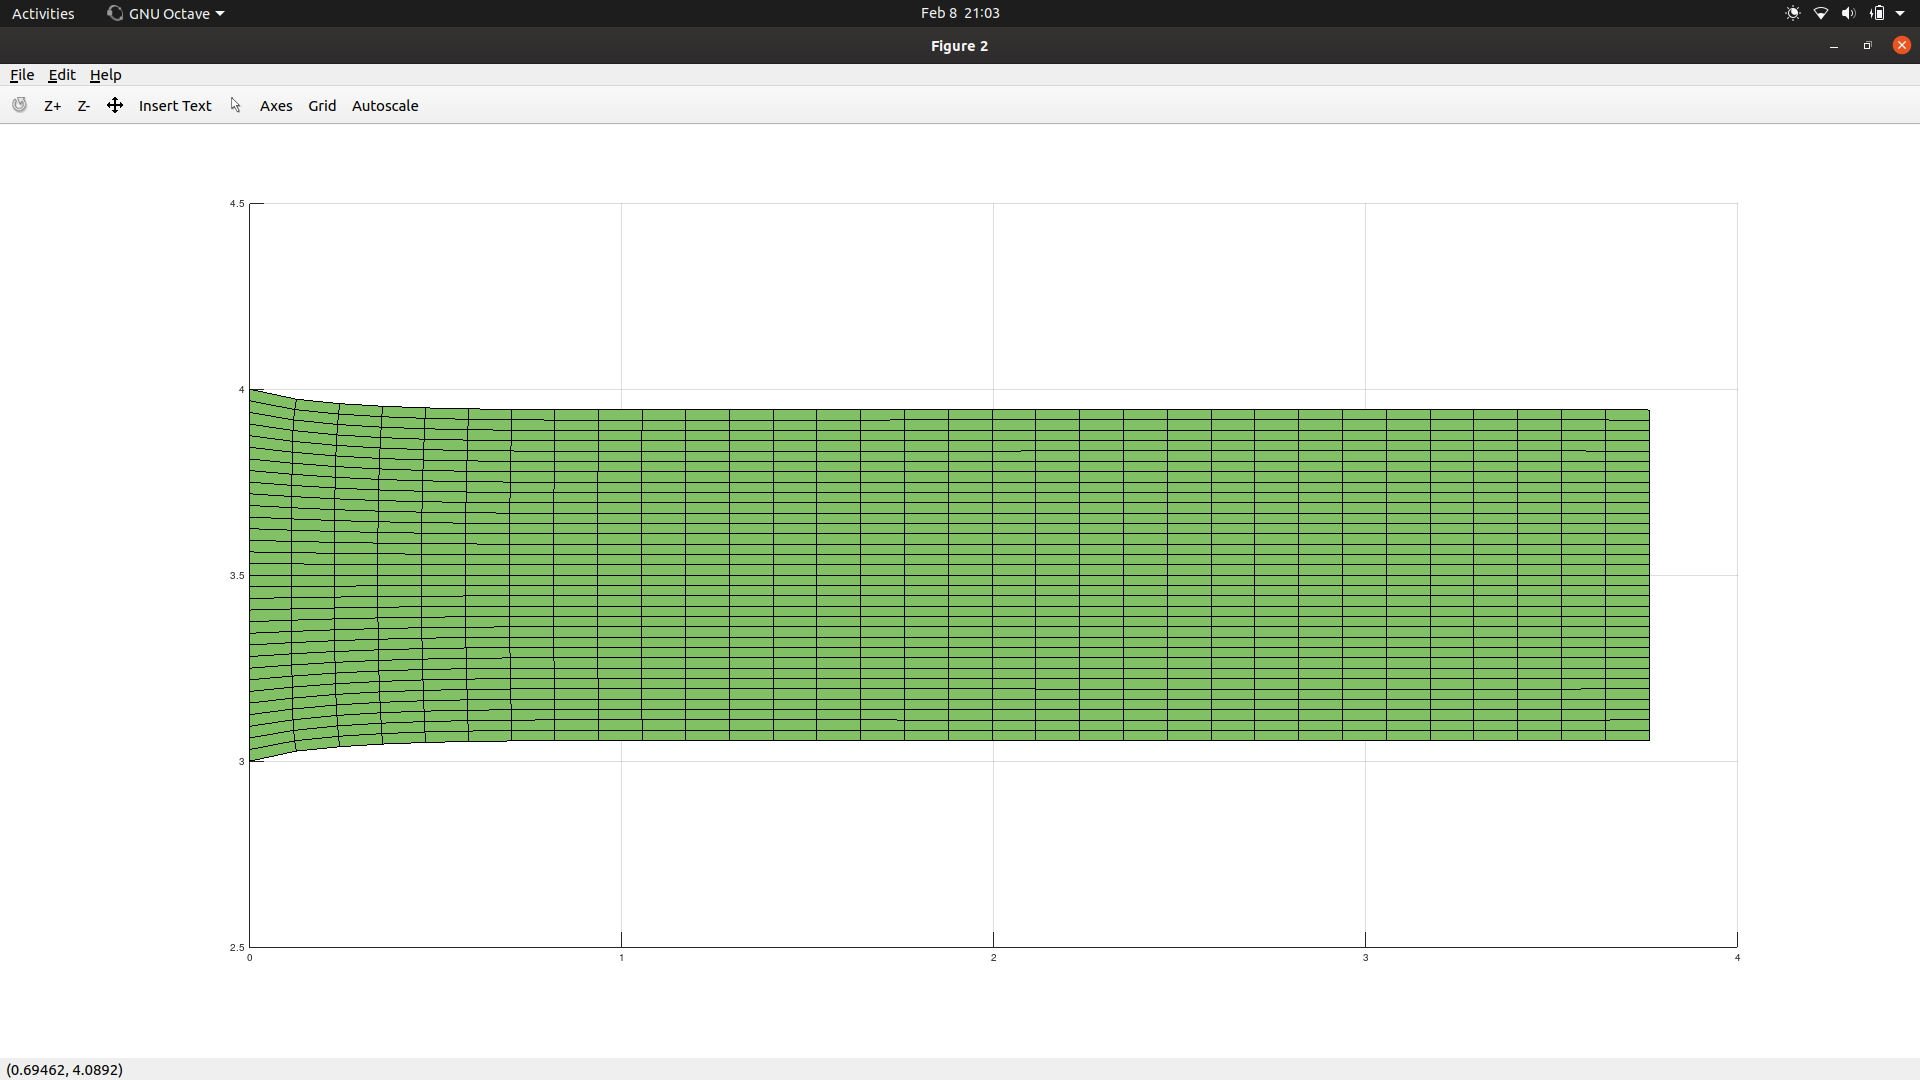 Activities GNU Octave Feb 8 21:03
Figure 2
File Edit Help
Z+ Z- Insert Text Axes Grid Autoscale
4.5
4
3.5
3
2.5
0 1 2 3 4
(0.69462, 4.0892)